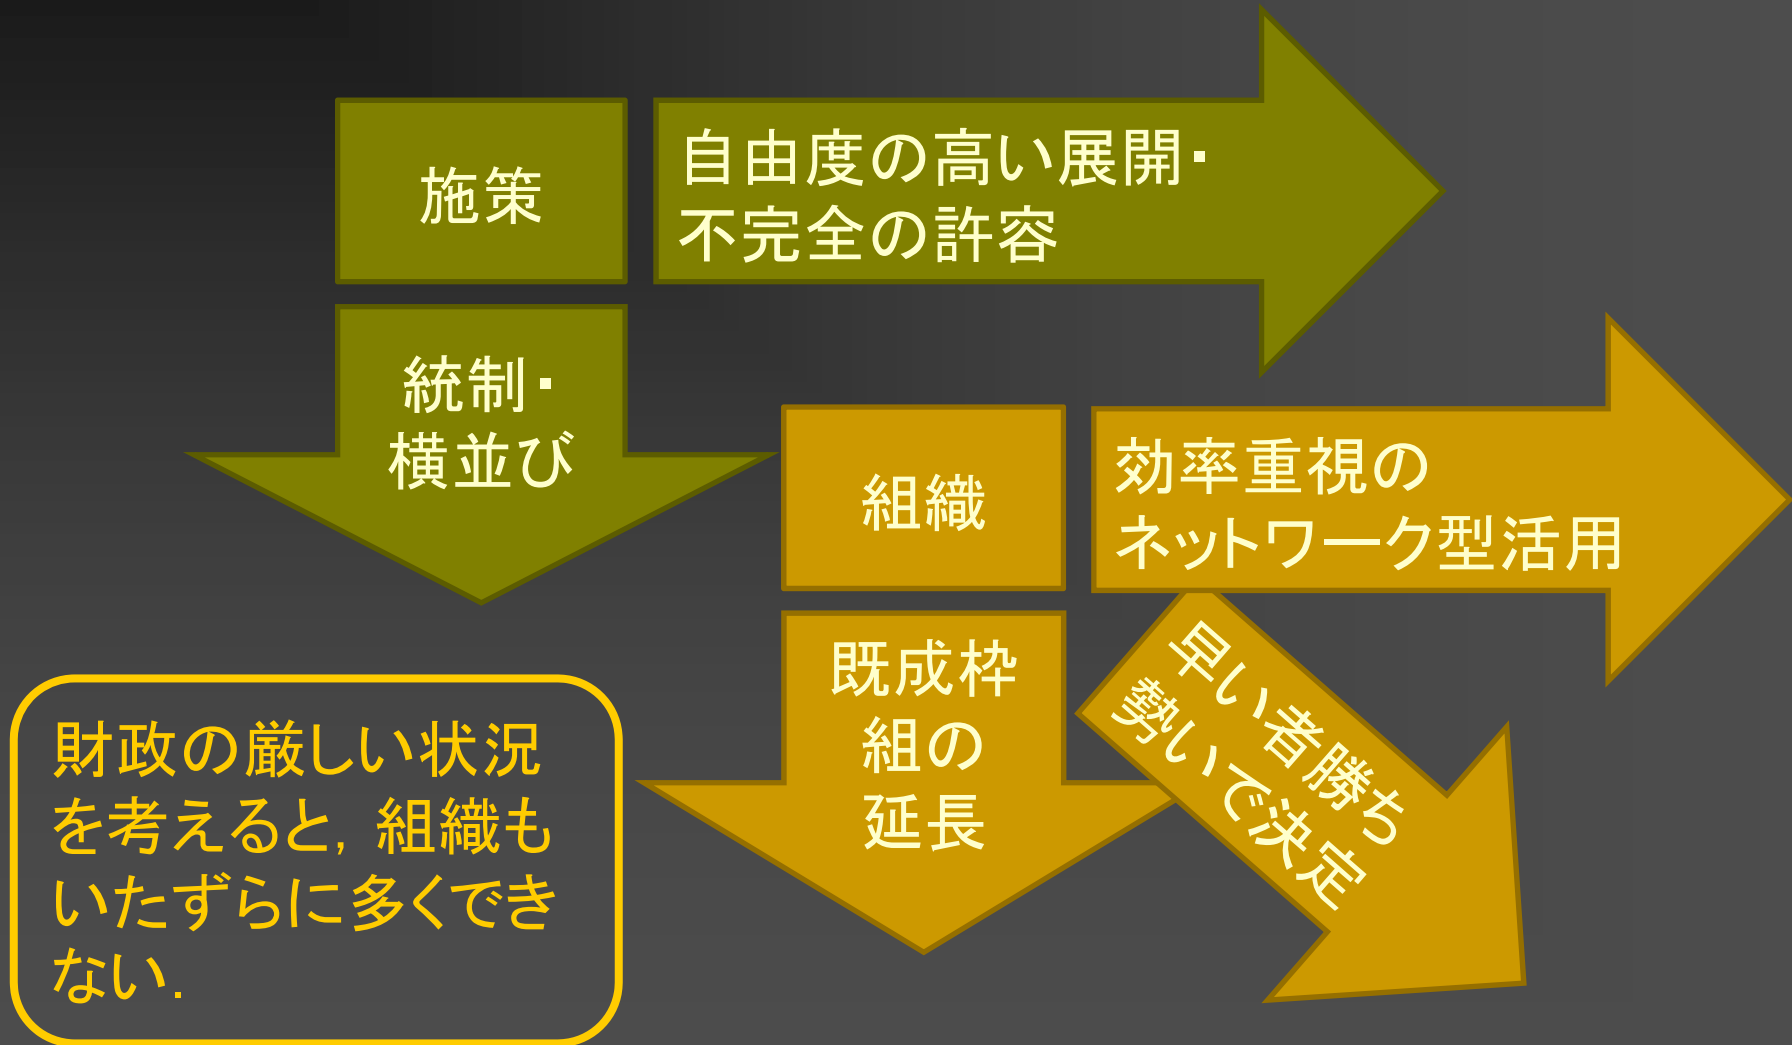 施策
自由度の高い展開・
不完全の許容
統制・
横並び
組織
効率重視の
ネットワーク型活用
既成枠
組の
延長
早い者勝ち
勢いで決定
財政の厳しい状況
を考えると，組織も
いたずらに多くでき
ない．